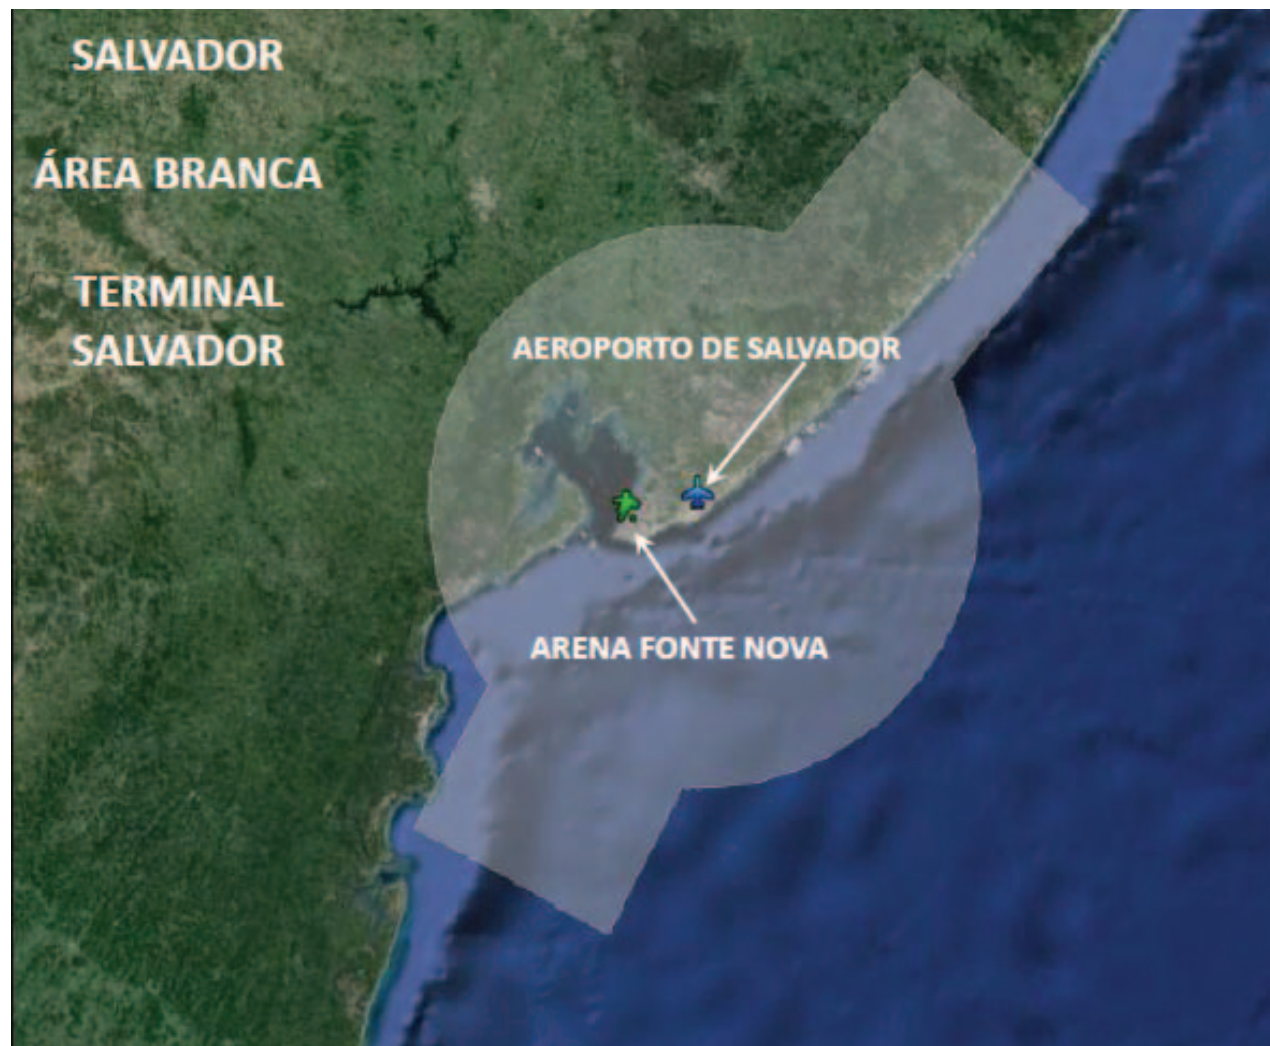 SALVADOR
ÁREA BRANCA
TERMINAL
SALVADOR
AEROPORTO DE SALVADOR
ARENA FONTE NOVA